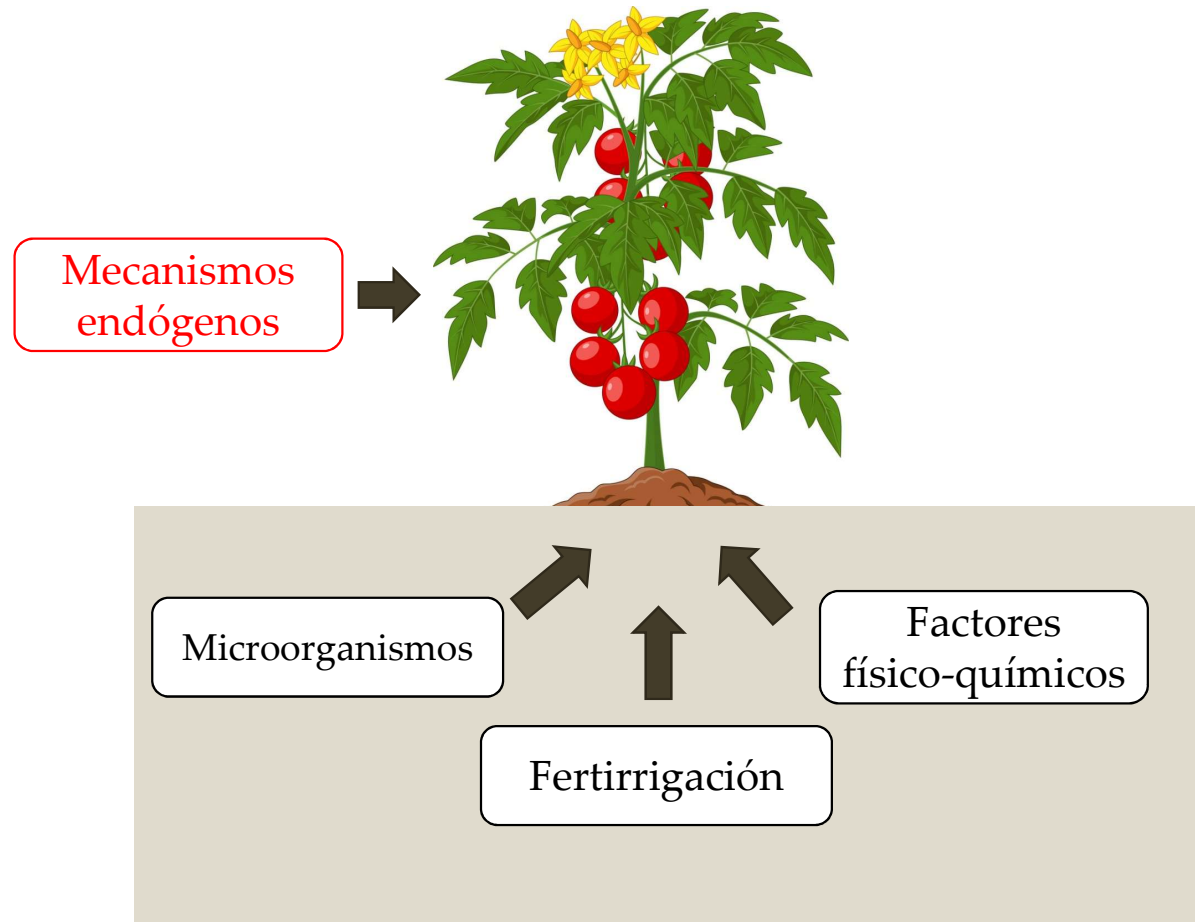 Mecanismos
endógenos
Microorganismos
Factores
físico-químicos
Fertirrigación